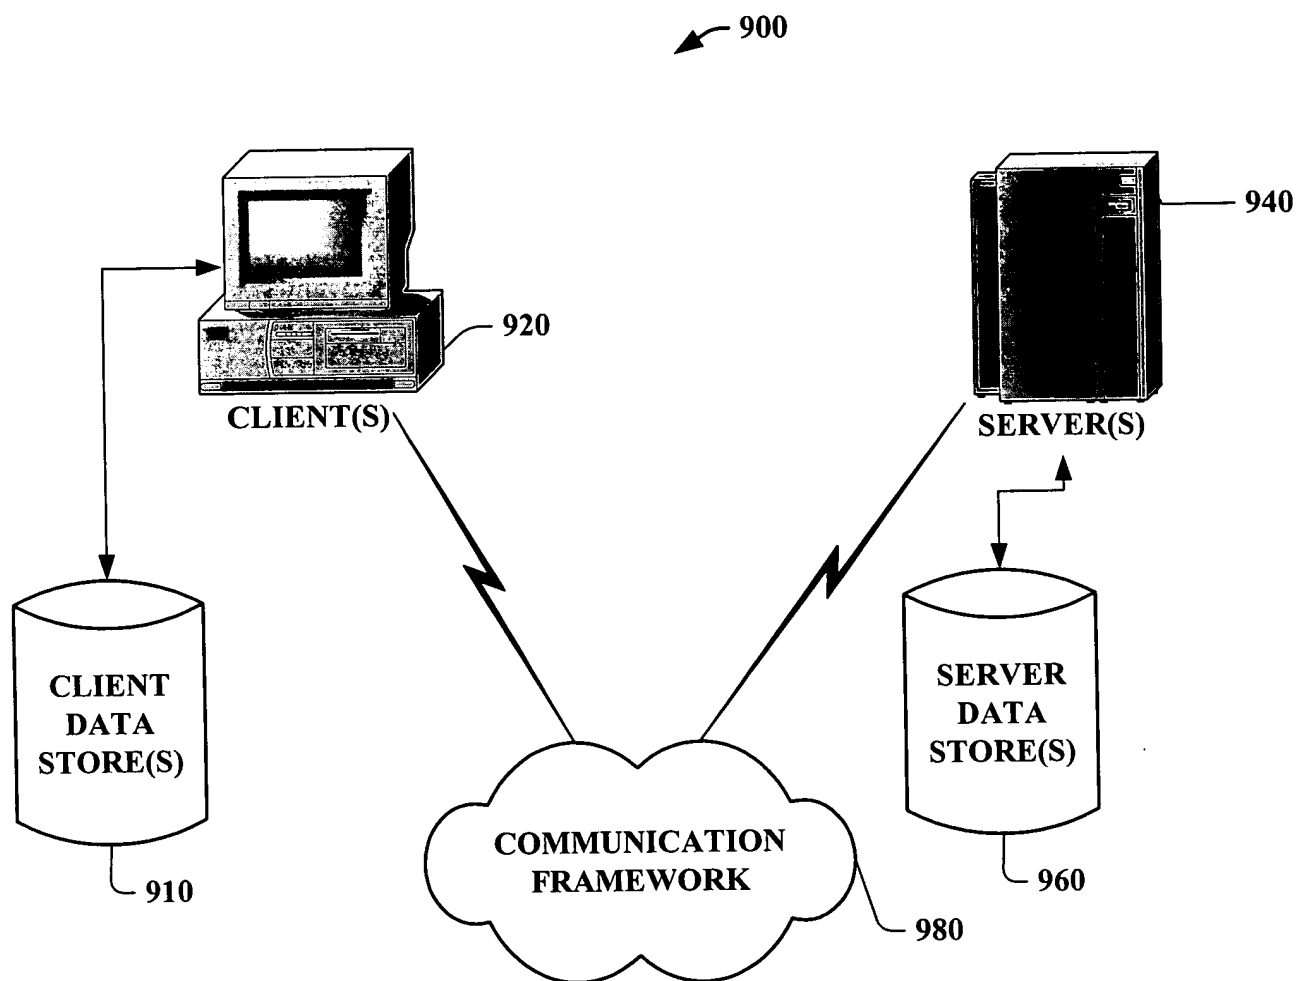 900
940
920
CLIENT(S)
SERVER(S)
CLIENT
DATA
STORE(S)
SERVER
DATA
STORE(S)
COMMUNICATION
FRAMEWORK
910
960
980